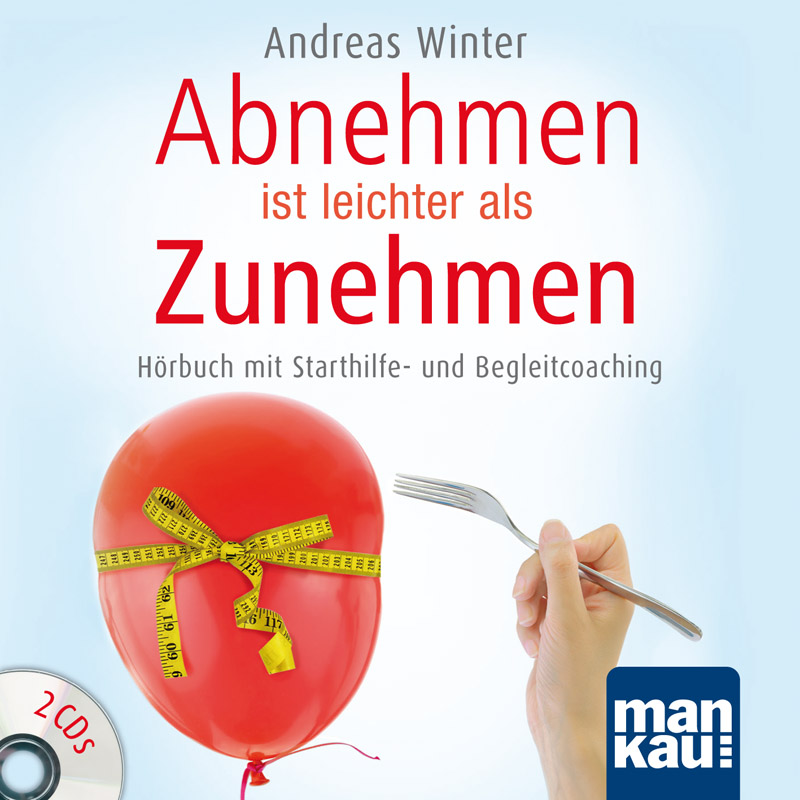 Andreas Winter
Abnehmen
ist leichter als
Zunehmen
Hörbuch mit Starthilfe- und Begleitcoaching
2 CDs
man
kau